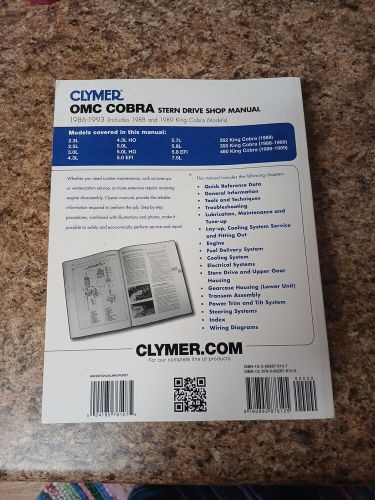 CLYMER
OMC COBRA STERN DRIVE SHOP MANUAL
1986-1993 (Includes 1988 and 1989 King Cobra Models)
Models covered in this manual:
2.3L 4.3L HO 5.7L 262 King Cobra (1989)
2.5L 5.0L 5.8L 350 King Cobra (1988-1989)
3.0L 5.0L HO 5.8 EFI 460 King Cobra (1988-1989)
4.3L 5.0 EFI 7.5L
Whether you need routine maintenance, such as tune-ups
or winterization service, or more extensive repairs involving
engine disassembly, Clymer manuals provide the reliable
information required to perform the job. Step-by-step
procedures, combined with illustrations and photos, make it
possible to safely and economically perform service and repair.
This manual includes the following chapters:
• Quick Reference Data
• General Information
• Tools and Techniques
• Troubleshooting
• Lubrication, Maintenance and
Tune-up
• Lay-up, Cooling System Service
and Fitting Out
• Engine
• Fuel Delivery System
• Cooling System
• Electrical Systems
• Stern Drive and Upper Gear
Housing
• Gearcase Housing (Lower Unit)
• Transom Assembly
• Power Trim and Tilt System
• Steering Systems
• Index
• Wiring Diagrams
CLYMER.COM
For our complete line of products